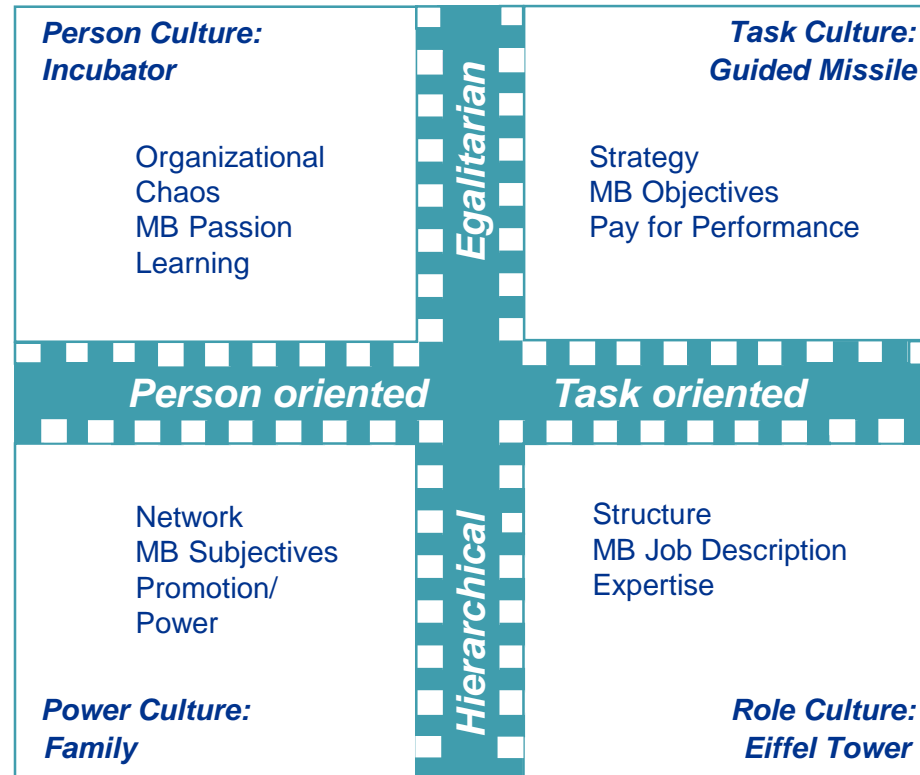 Person Culture:
Incubator
Organizational
Chaos
MB Passion
Learning
Egalitarian
Task Culture:
Guided Missile
Strategy
MB Objectives
Pay for Performance
Person oriented
Task oriented
Network
MB Subjectives
Promotion/
Power
Power Culture:
Family
Hierarchical
Structure
MB Job Description
Expertise
Role Culture:
Eiffel Tower